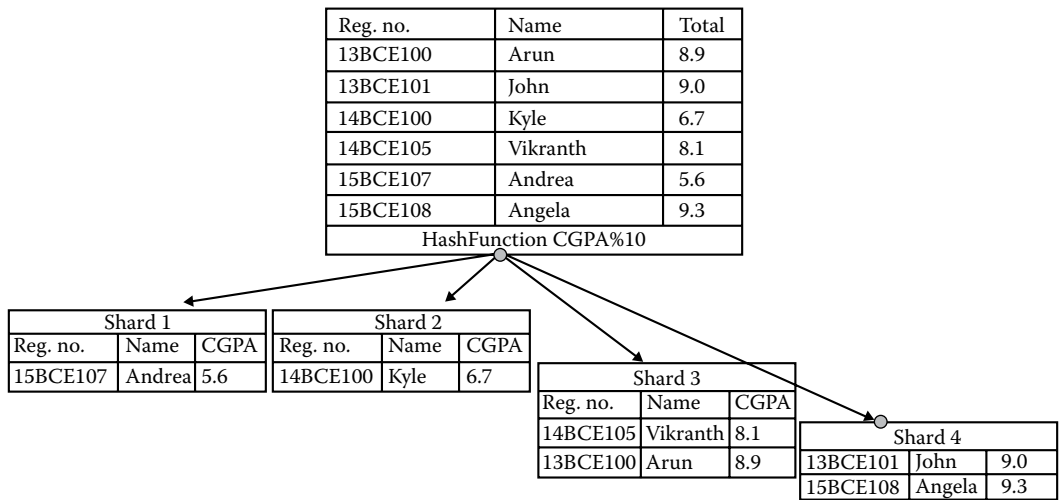 Reg. no. Name Total
13BCE100 Arun 8.9
13BCE101 John 9.0
14BCE100 Kyle 6.7
14BCE105 Vikranth 8.1
15BCE107 Andrea 5.6
15BCE108 Angela 9.3
HashFunction CGPA%10
Shard 1
Reg. no. Name CGPA
15BCE107 Andrea 5.6
Shard 2
Reg. no. Name CGPA
14BCE100 Kyle 6.7
Shard 3
Reg. no. Name CGPA
14BCE105 Vikranth 8.1
13BCE100 Arun 8.9
Shard 4
13BCE101 John 9.0
15BCE108 Angela 9.3